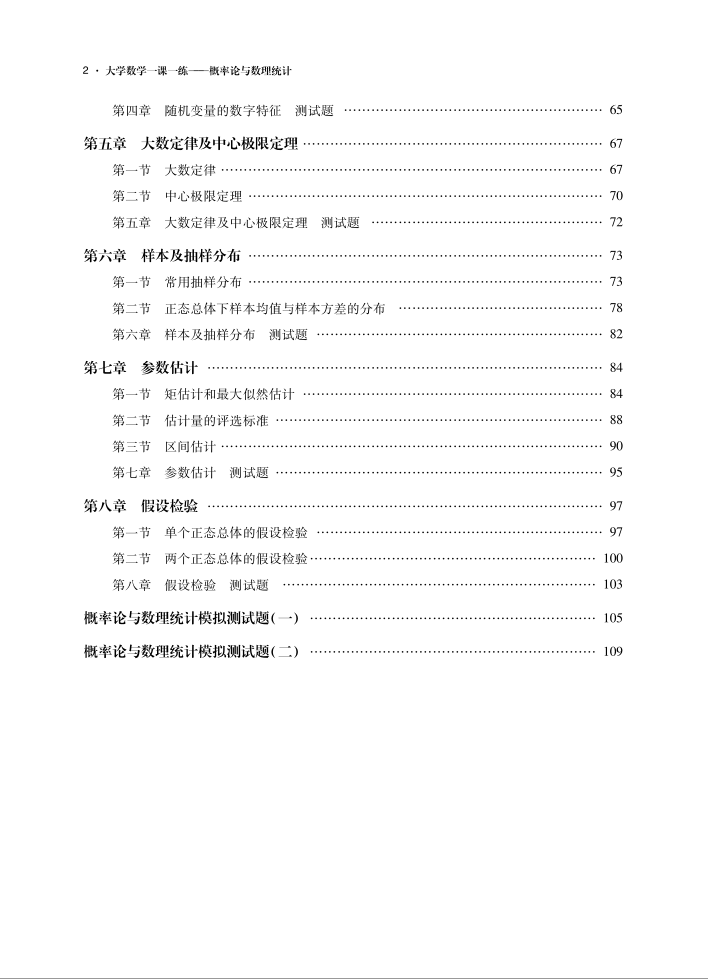 2 · 大学数学一课一练——概率论与数理统计
第四章 随机变量的数字特征 测试题 …… 65
第五章 大数定律及中心极限定理 …… 67
第一节 大数定律 …… 67
第二节 中心极限定理 …… 70
第五章 大数定律及中心极限定理 测试题 …… 72
第六章 样本及抽样分布 …… 73
第一节 常用抽样分布 …… 73
第二节 正态总体下样本均值与样本方差的分布 …… 78
第六章 样本及抽样分布 测试题 …… 82
第七章 参数估计 …… 84
第一节 矩估计和最大似然估计 …… 84
第二节 估计量的评选标准 …… 88
第三节 区间估计 …… 90
第七章 参数估计 测试题 …… 95
第八章 假设检验 …… 97
第一节 单个正态总体的假设检验 …… 97
第二节 两个正态总体的假设检验 …… 100
第八章 假设检验 测试题 …… 103
概率论与数理统计模拟测试题(一) …… 105
概率论与数理统计模拟测试题(二) …… 109